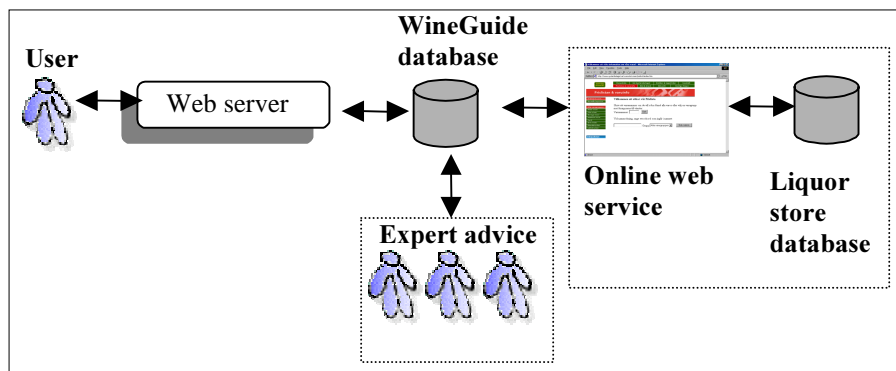 User
WineGuide
database
Web server
Online web
service
Liquor
store
database
Expert advice